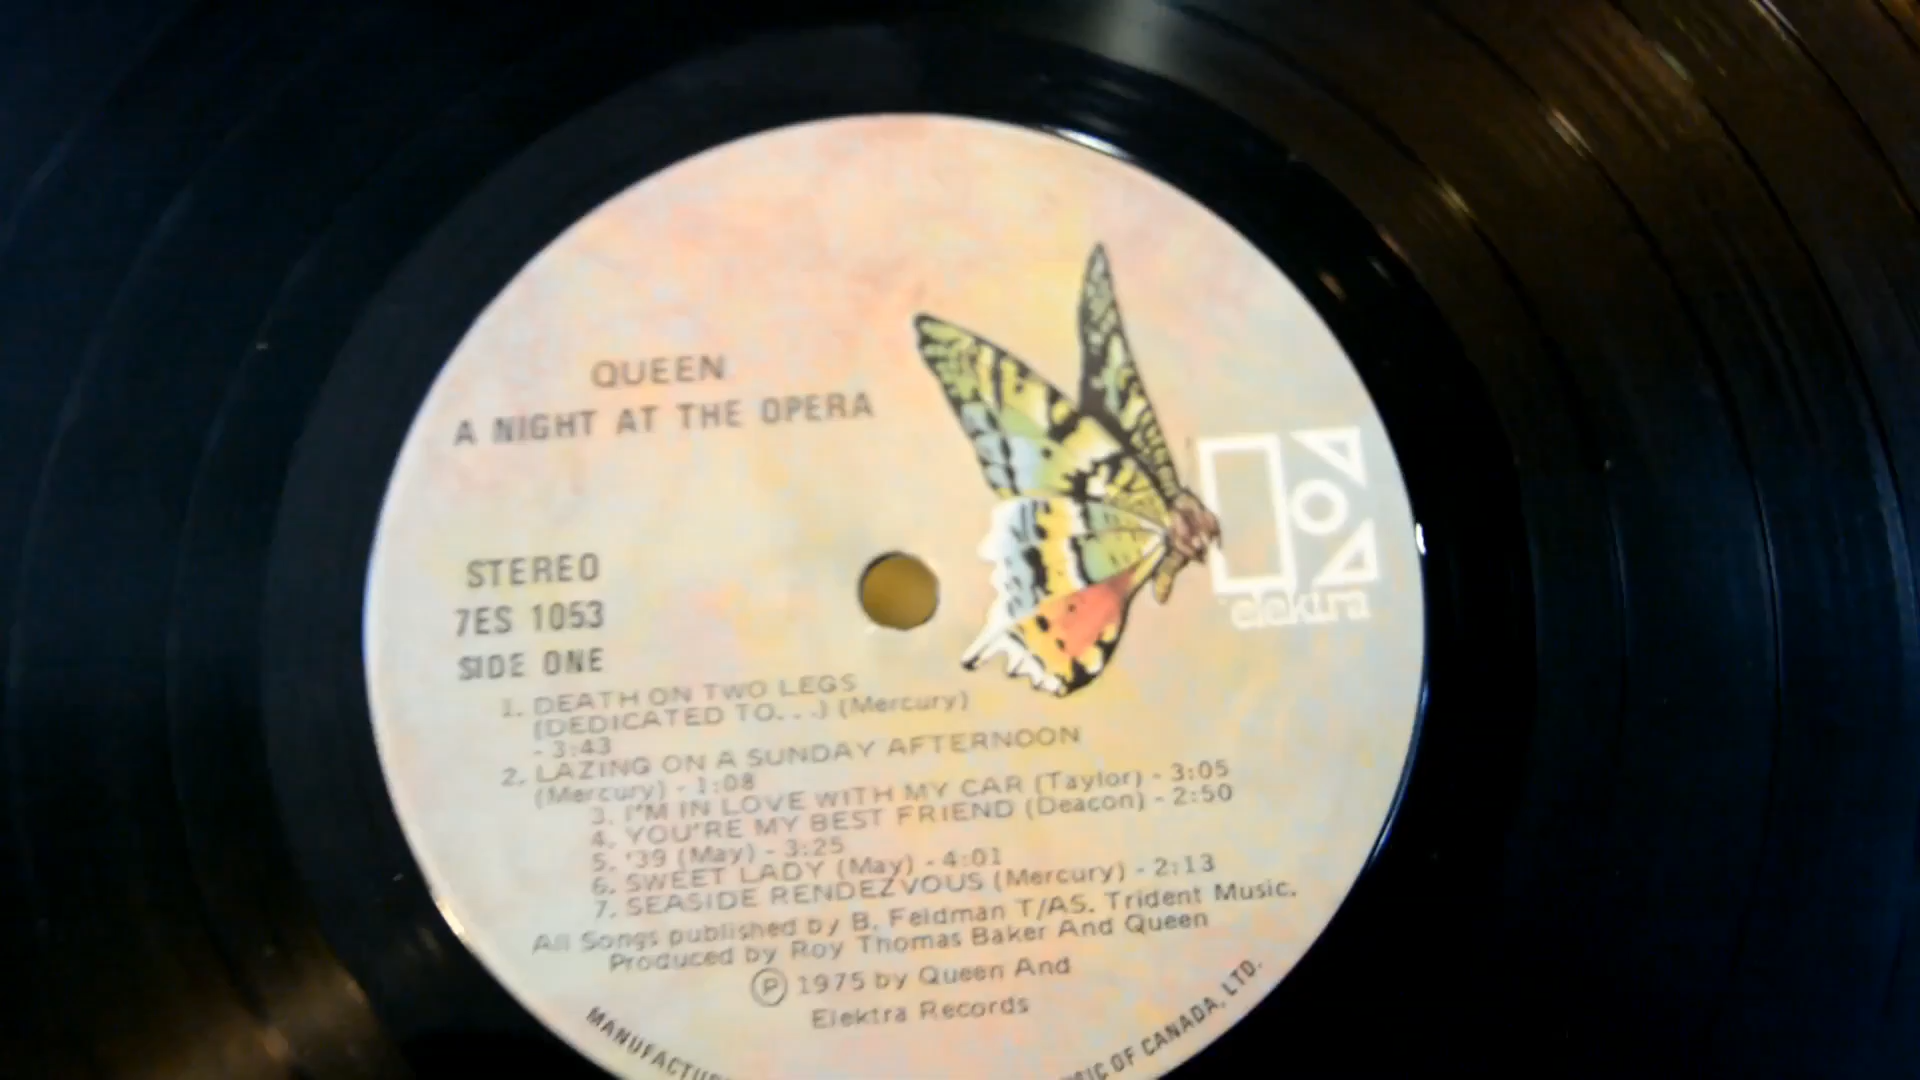 QUEEN
A NIGHT AT THE OPERA
elektra
STEREO
7ES 1053
SIDE ONE
1. DEATH ON TWO LEGS
(DEDICATED TO...) (Mercury)
- 3:43
2. LAZING ON A SUNDAY AFTERNOON
(Mercury) - 1:08
3. I'M IN LOVE WITH MY CAR (Taylor) - 3:05
4. YOU'RE MY BEST FRIEND (Deacon) - 2:50
5. '39 (May) - 3:25
6. SWEET LADY (May) - 4:01
7. SEASIDE RENDEZVOUS (Mercury) - 2:13
All Songs published by B. Feldman T/AS. Trident Music.
Produced by Roy Thomas Baker And Queen
Ⓟ 1975 by Queen And
Elektra Records
OF CANADA, LTD.